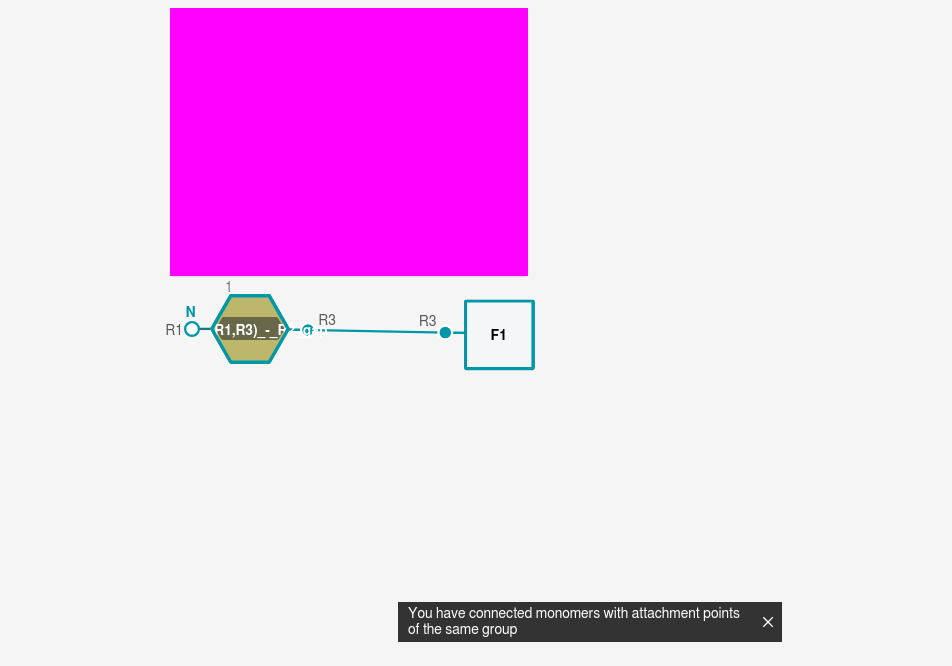 1
N
R1
R1,R3)_-_P
R3
R3
F1
You have connected monomers with attachment points
of the same group